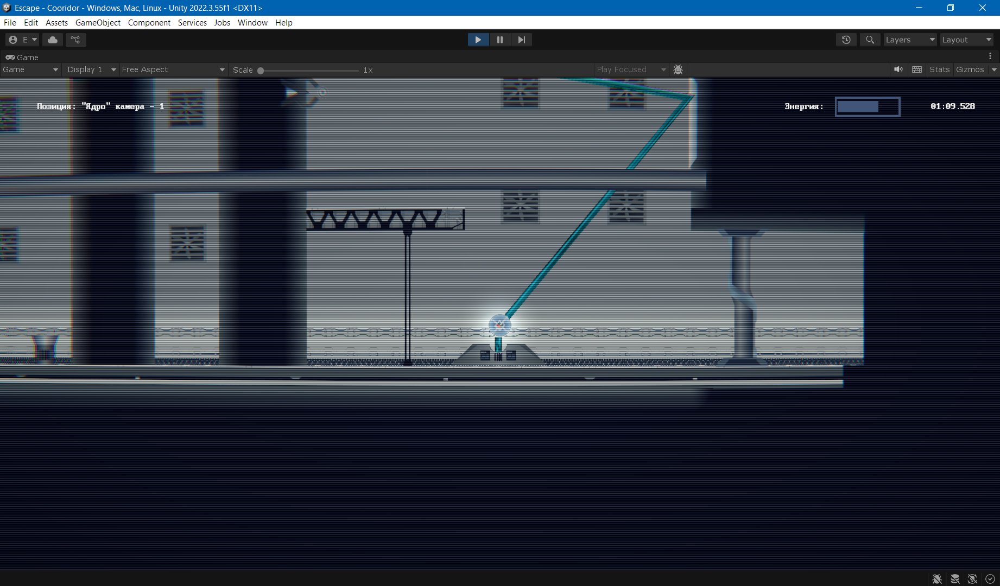 Escape - Cooridor - Windows, Mac, Linux - Unity 2022.3.55f1 <DX11>
File Edit Assets GameObject Component Services Jobs Window Help
E
Layers
Layout
Game
Game
Display 1
Free Aspect
Scale
1x
Play Focused
Stats
Gizmos
Позиция: "Ядро" камера - 1
Энергия:
01:09.528